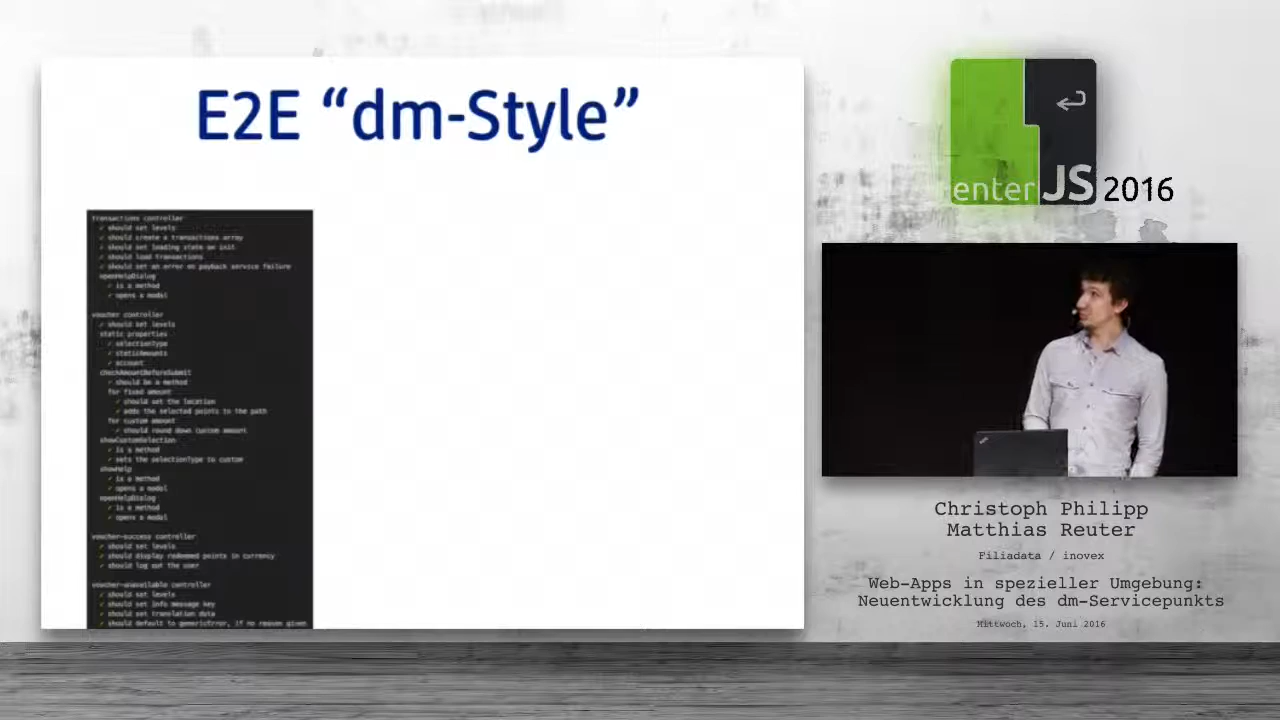 E2E “dm-Style”
Transactions controller
✓ should set levels
✓ should create a transactions array
✓ should set loading state on init
✓ should load transactions
✓ should set an error on payback service failure
openHelpDialog
✓ is a method
✓ opens a modal
voucher controller
✓ should set levels
static properties
✓ selectionType
✓ staticAmounts
✓ account
checkAmountBeforeSubmit
✓ should be a method
for fixed amount
✓ should set the location
✓ adds the selected points to the path
for custom amount
✓ should round down custom amount
showCustomSelection
✓ is a method
✓ sets the selectionType to custom
showHelp
✓ is a method
✓ opens a modal
openHelpDialog
✓ is a method
✓ opens a modal
voucher-success controller
✓ should set levels
✓ should display redeemed points in currency
✓ should log out the user
voucher-unavailable controller
✓ should set levels
✓ should set info message key
✓ should set translation data
✓ should default to genericError, if no reason given
enterJS 2016
Christoph Philipp
Matthias Reuter
Filiadata / inovex
Web-Apps in spezieller Umgebung:
Neuentwicklung des dm-Servicepunkts
Mittwoch, 15. Juni 2016